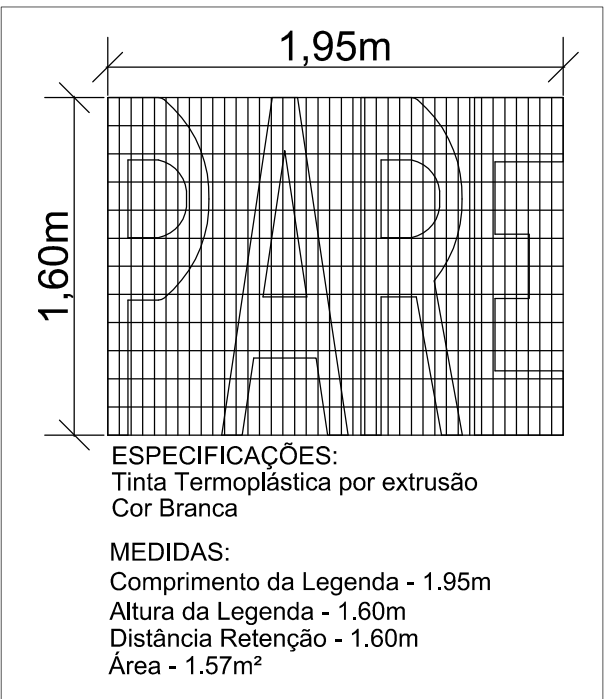 1,95m
1,60m
PARE
ESPECIFICAÇÕES:
Tinta Termoplástica por extrusão
Cor Branca
MEDIDAS:
Comprimento da Legenda - 1.95m
Altura da Legenda - 1.60m
Distância Retenção - 1.60m
Área - 1.57m²